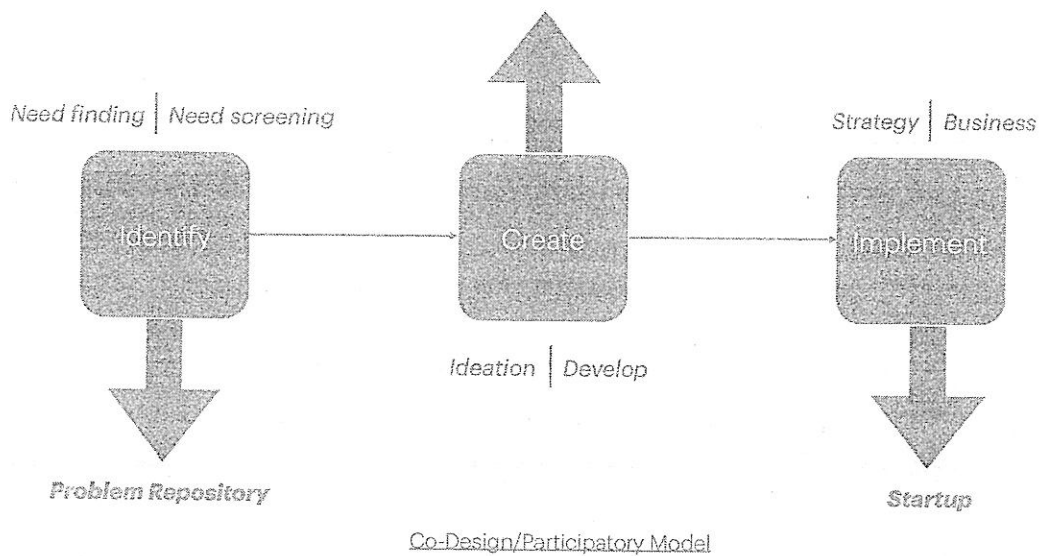 Need finding | Need screening
Strategy | Business
Identify
Create
Implement
Ideation | Develop
Problem Repository
Startup
Co-Design/Participatory Model